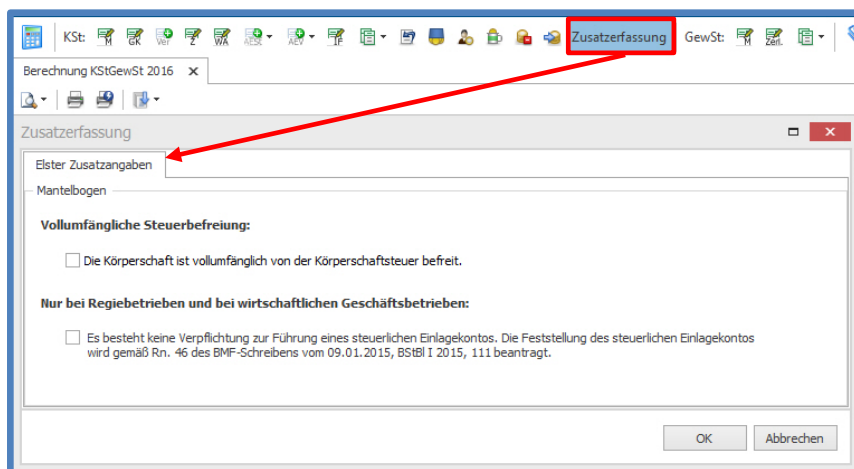 KSt: M GK Ver Z WA AESt AEV TF Zusatzerfassung GewSt: M Zerl.
Berechnung KStGewSt 2016 x
Zusatzerfassung
Elster Zusatzangaben
Mantelbogen
Vollumfängliche Steuerbefreiung:
Die Körperschaft ist vollumfänglich von der Körperschaftsteuer befreit.
Nur bei Regiebetrieben und bei wirtschaftlichen Geschäftsbetrieben:
Es besteht keine Verpflichtung zur Führung eines steuerlichen Einlagekontos. Die Feststellung des steuerlichen Einlagekontos
wird gemäß Rn. 46 des BMF-Schreibens vom 09.01.2015, BStBl I 2015, 111 beantragt.
OK Abbrechen